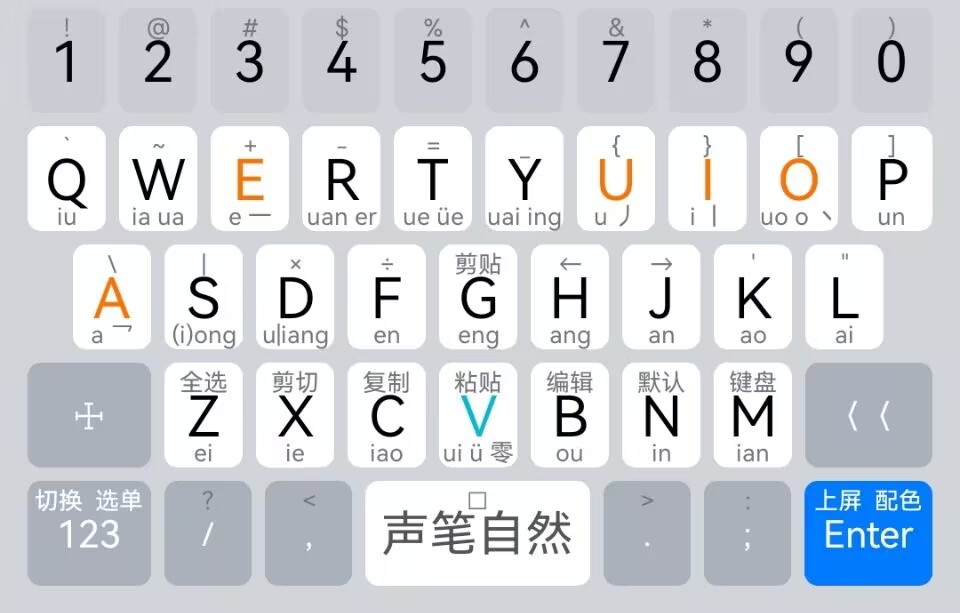 ! @ # $ % ^ & * ( )
1 2 3 4 5 6 7 8 9 0
` ~ + - = _ { } [ ]
Q W E R T Y U I O P
iu ia ua e 一 uan er ue üe uai ing u 丿 i 丨 uo o 丶 un
\ | × ÷ 剪贴 ← → ' "
A S D F G H J K L
a 乛 (i)ong u|iang en eng ang an ao ai
全选 剪切 复制 粘贴 编辑 默认 键盘
Z X C V B N M 〈〈
ei ie iao ui ü 零 ou in ian
切换 选单 ? < > : 上屏 配色
123 / , 声笔自然 . ; Enter